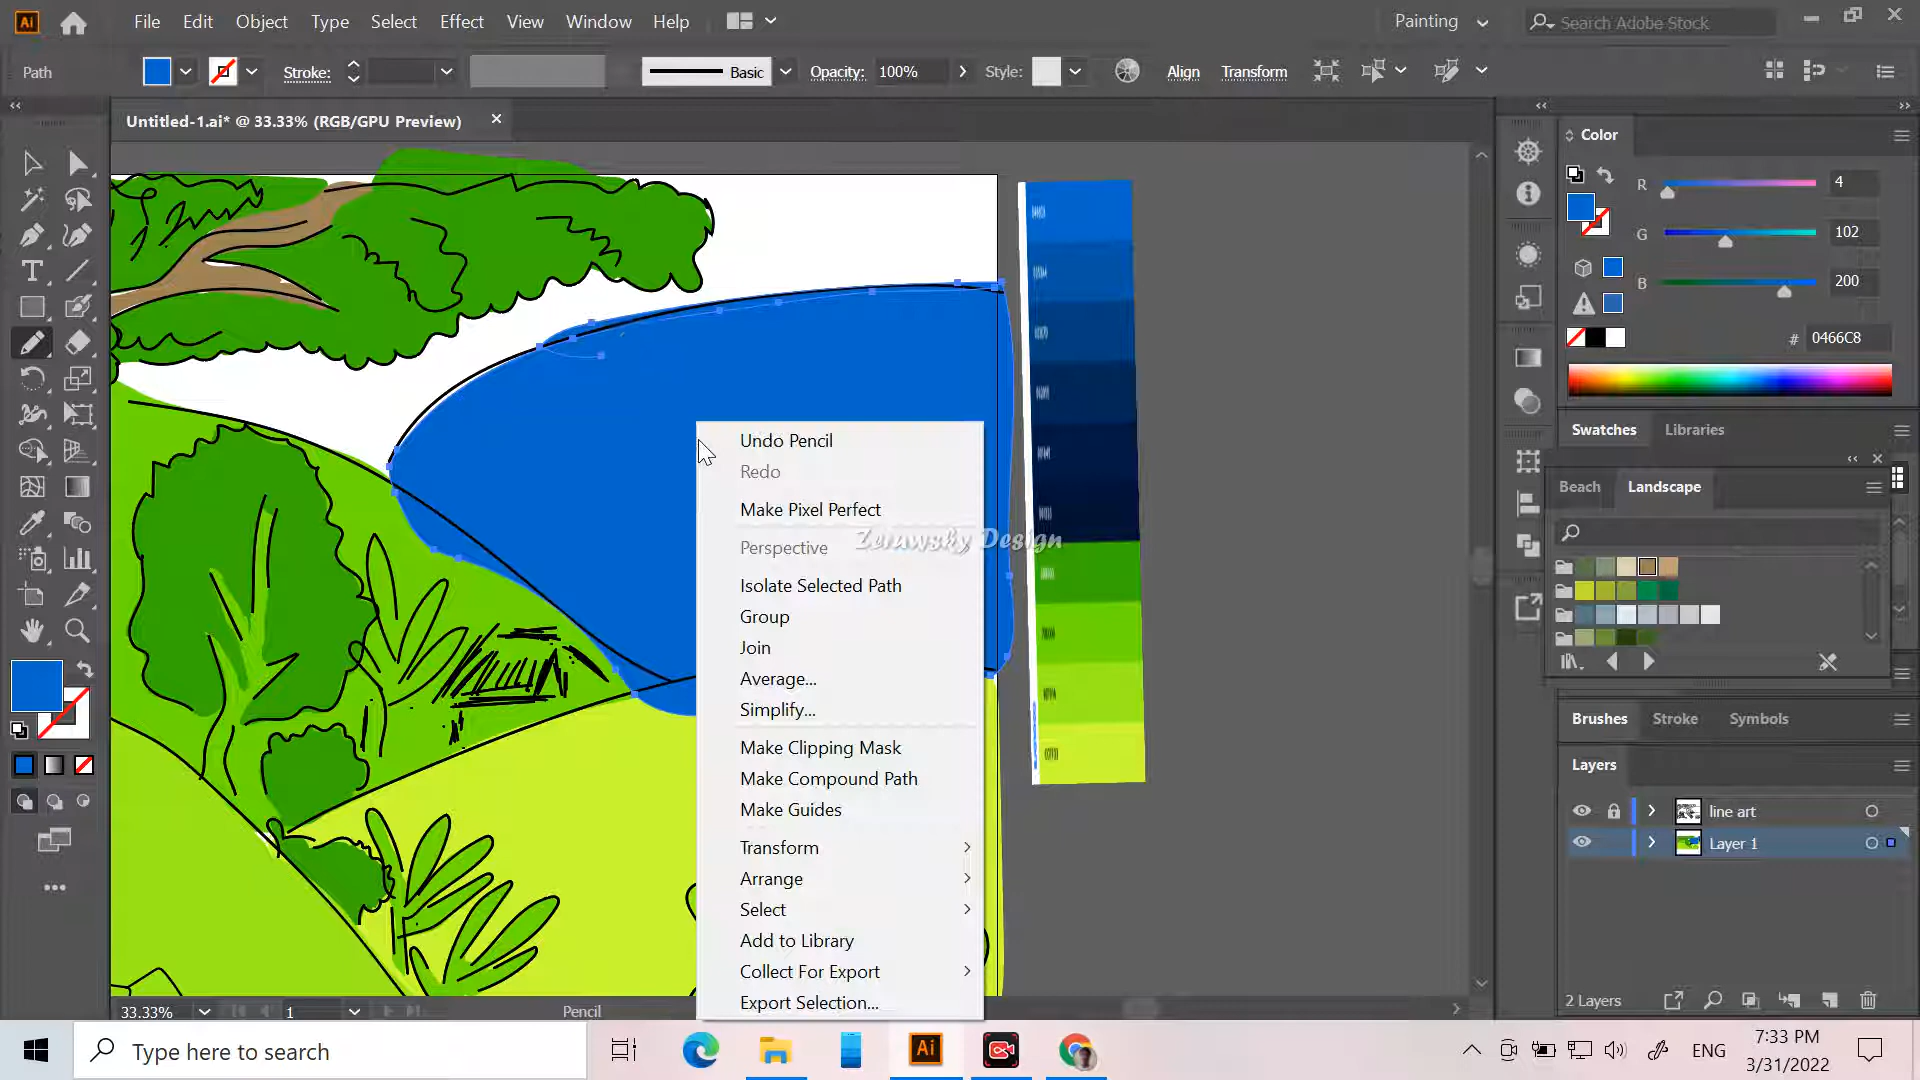 File Edit Object Type Select Effect View Window Help
Painting
Search Adobe Stock
Path
Stroke:
Basic
Opacity:
100%
Style:
Align
Transform
Untitled-1.ai* @ 33.33% (RGB/GPU Preview)
Color
R
4
G
102
B
200
# 0466C8
Swatches
Libraries
Beach
Landscape
Undo Pencil
Redo
Make Pixel Perfect
Perspective
Isolate Selected Path
Group
Join
Average...
Simplify...
Make Clipping Mask
Make Compound Path
Make Guides
Transform
Arrange
Select
Add to Library
Collect For Export
Export Selection...
Zerawsky Design
Brushes
Stroke
Symbols
Layers
line art
Layer 1
2 Layers
33.33%
1
Pencil
Type here to search
Ai
ENG
7:33 PM
3/31/2022